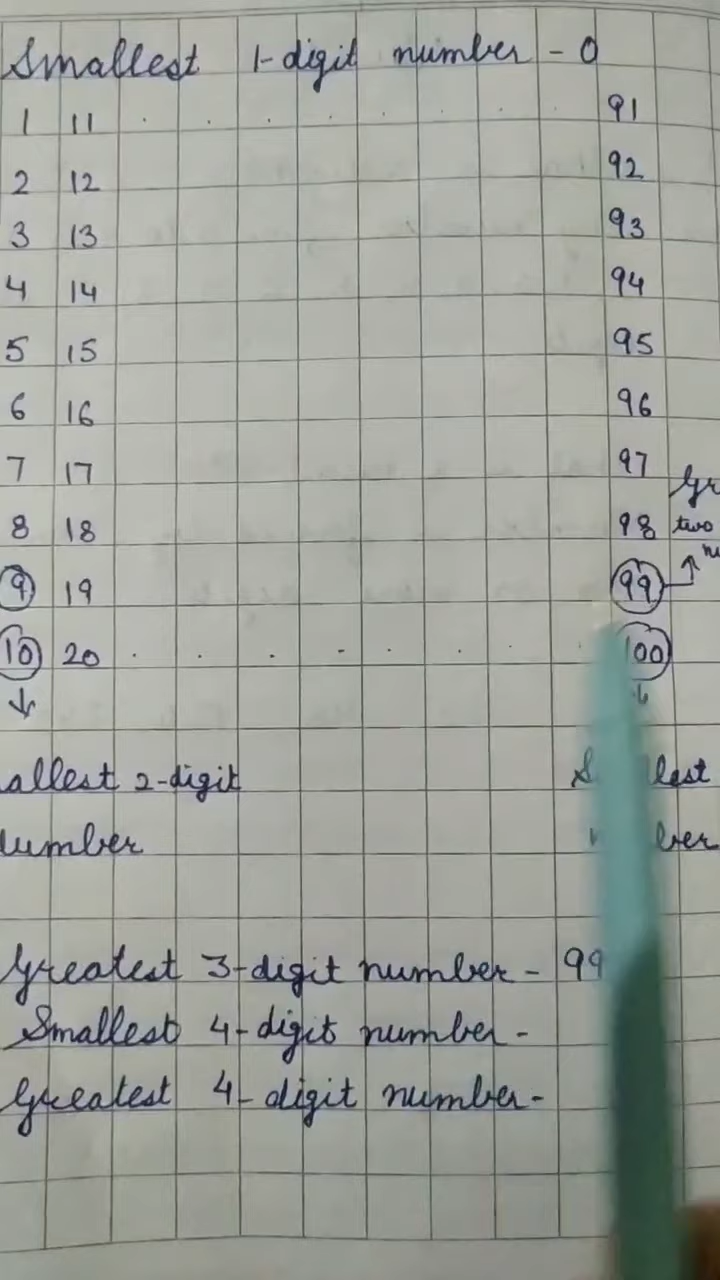 Smallest 1-digit number - 0
1 11 . . . . . . . . 91
2 12 92
3 13 93
4 14 94
5 15 95
6 16 96
7 17 97
8 18 98 two
9 19 99
10 20 . . . - . . . . 100
allest 2-digit
number
Greatest 3-digit number - 99
Smallest 4-digit number -
Greatest 4-digit number -